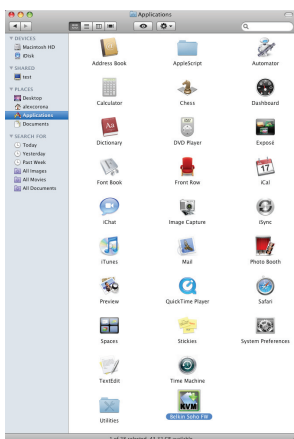 Applications
DEVICES
Macintosh HD
iDisk
SHARED
test
PLACES
Desktop
alexcorona
Applications
Documents
SEARCH FOR
Today
Yesterday
Past Week
All Images
All Movies
All Documents
Address Book
AppleScript
Automator
Calculator
Chess
Dashboard
Dictionary
DVD Player
Exposé
Font Book
Front Row
17
iCal
iChat
Image Capture
iSync
iTunes
Mail
Photo Booth
Preview
QuickTime Player
Safari
Spaces
Stickies
System Preferences
TextEdit
Time Machine
KVM
Utilities
Belkin Soho FW